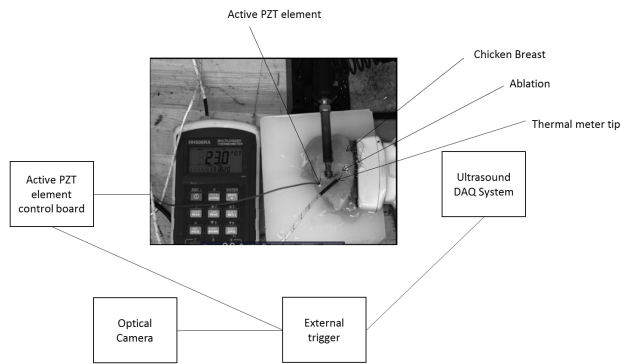 Active PZT element
Chicken Breast
Ablation
Thermal meter tip
OMEGA
23.0
Active PZT
element
control board
Ultrasound
DAQ System
Optical
Camera
External
trigger